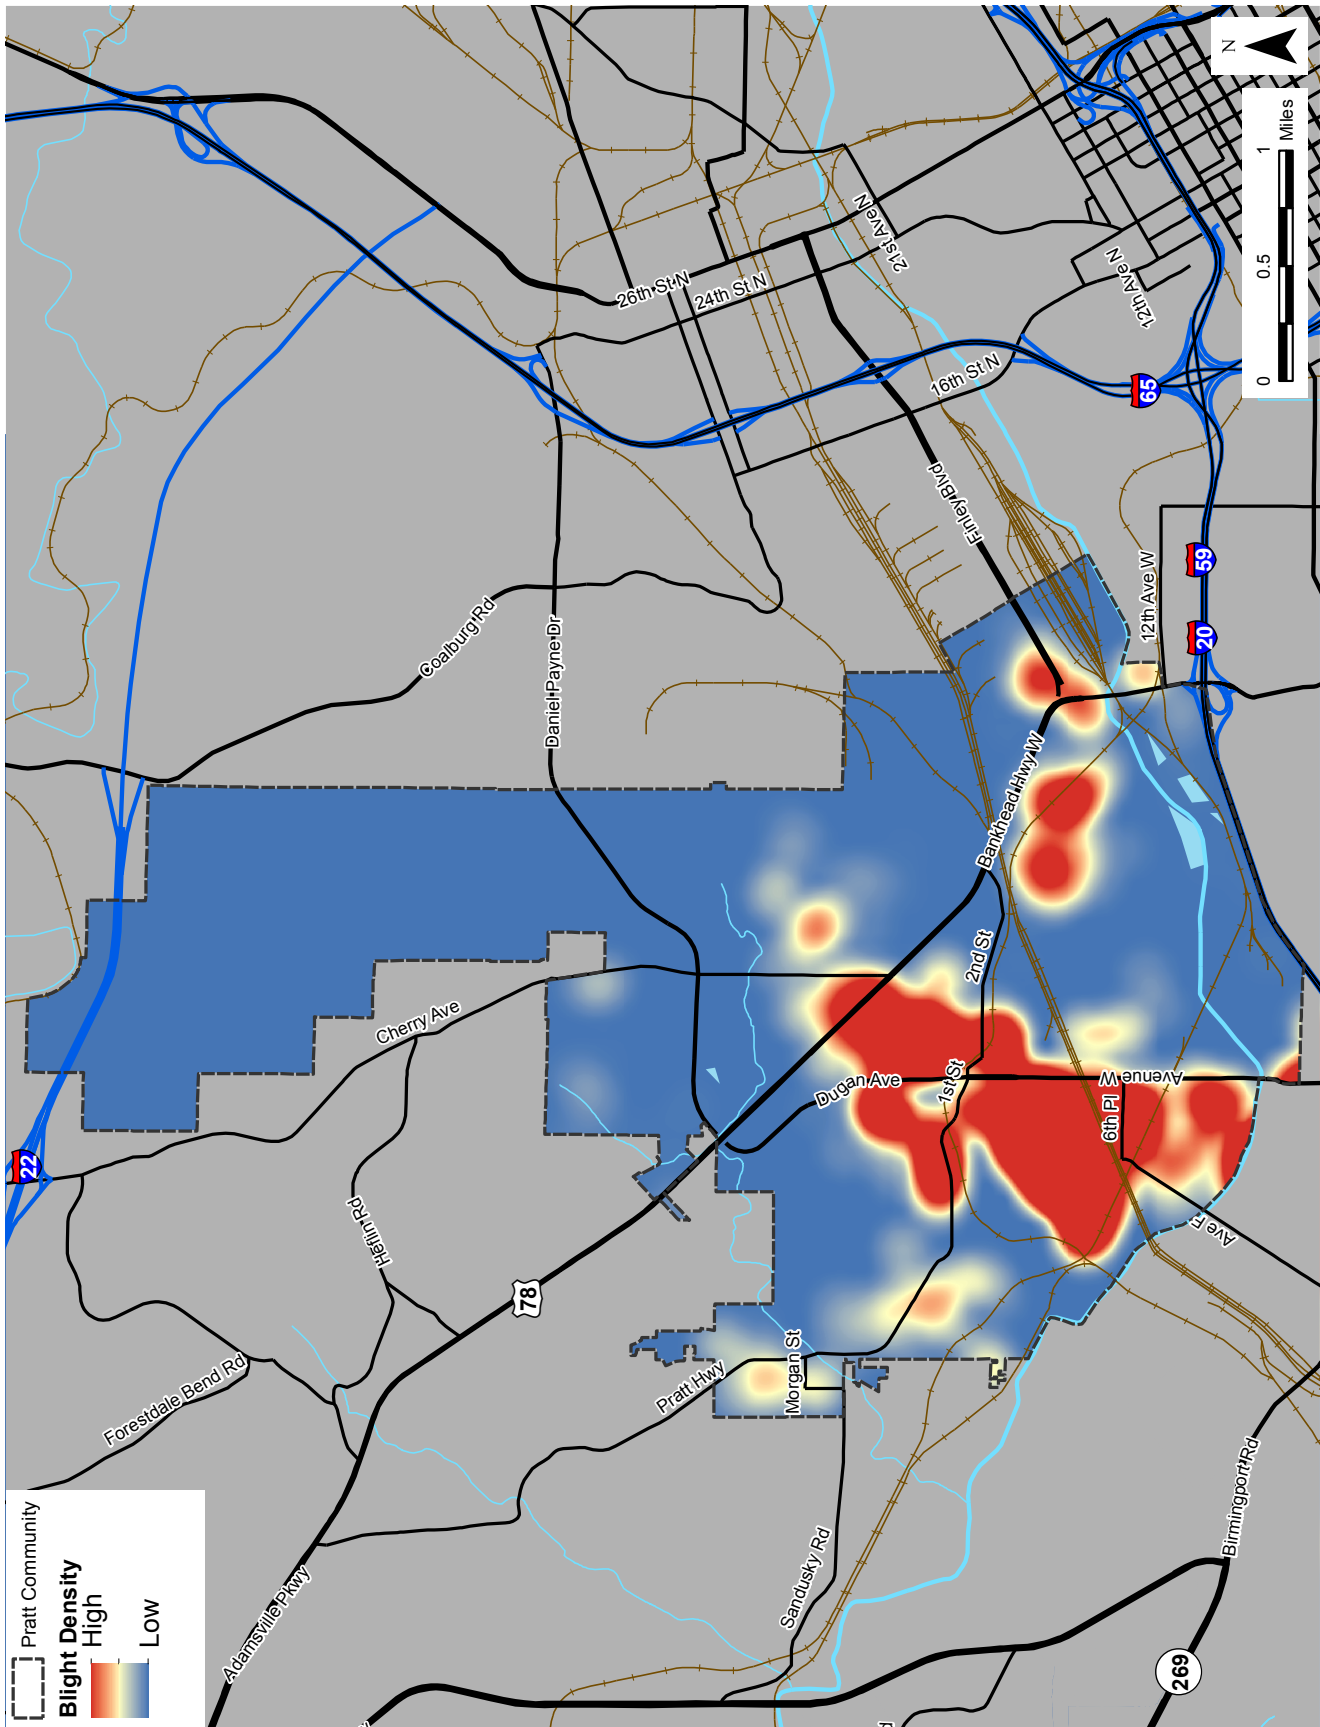 Pratt Community
Blight Density
High
Low
N
0
0.5
1
Miles
22
78
269
65
59
20
Adamsville Pkwy
Forestdale Bend Rd
Heflin Rd
Cherry Ave
Coalburg Rd
Daniel Payne Dr
26th St N
24th St N
21st Ave N
16th St N
12th Ave N
Finley Blvd
12th Ave W
Bankhead Hwy W
2nd St
1st St
Dugan Ave
Avenue W
6th Pl
Ave F
Pratt Hwy
Morgan St
Sandusky Rd
Birmingport Rd